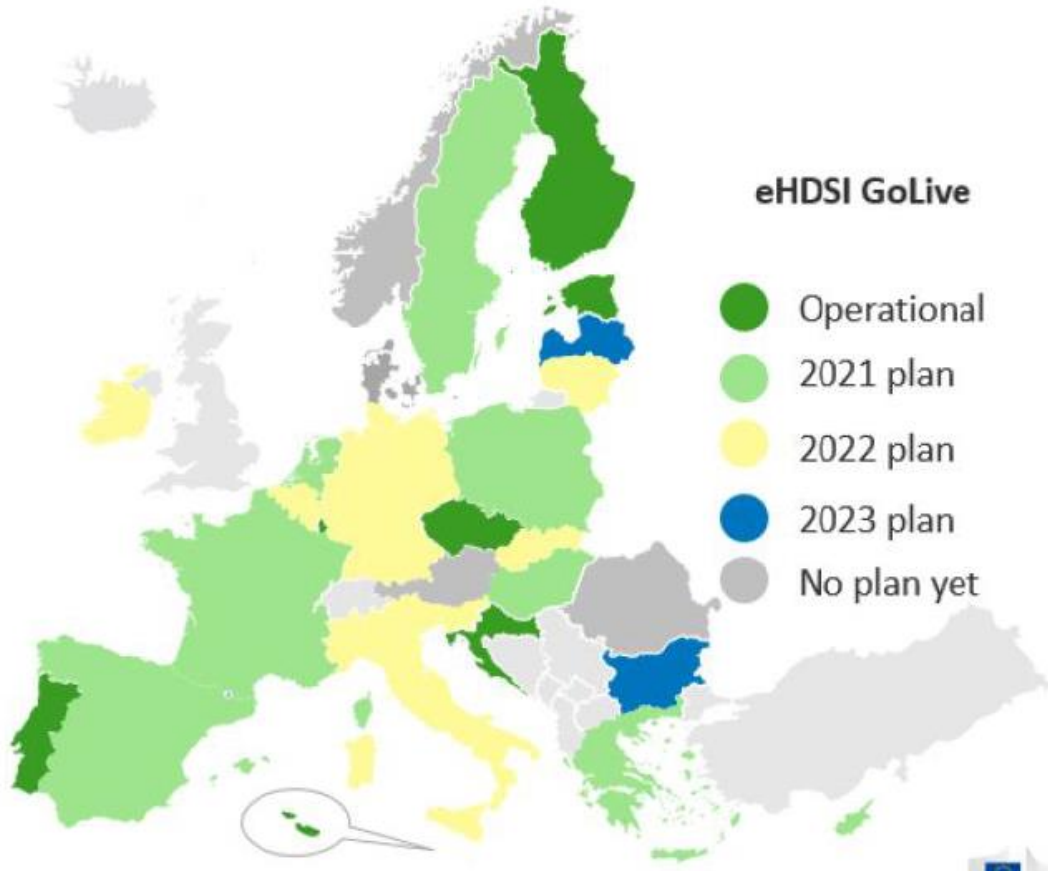 eHDSI GoLive
Operational
2021 plan
2022 plan
2023 plan
No plan yet